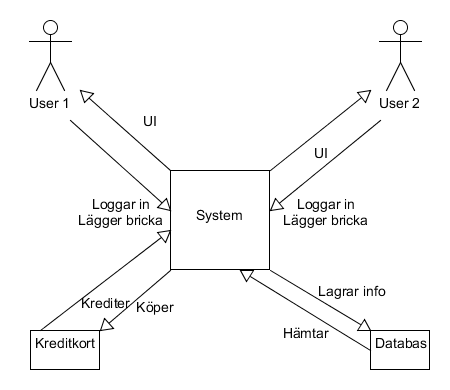 User 1
User 2
UI
UI
Loggar in
Lägger bricka
System
Loggar in
Lägger bricka
Krediter
Köper
Lagrar info
Hämtar
Kreditkort
Databas